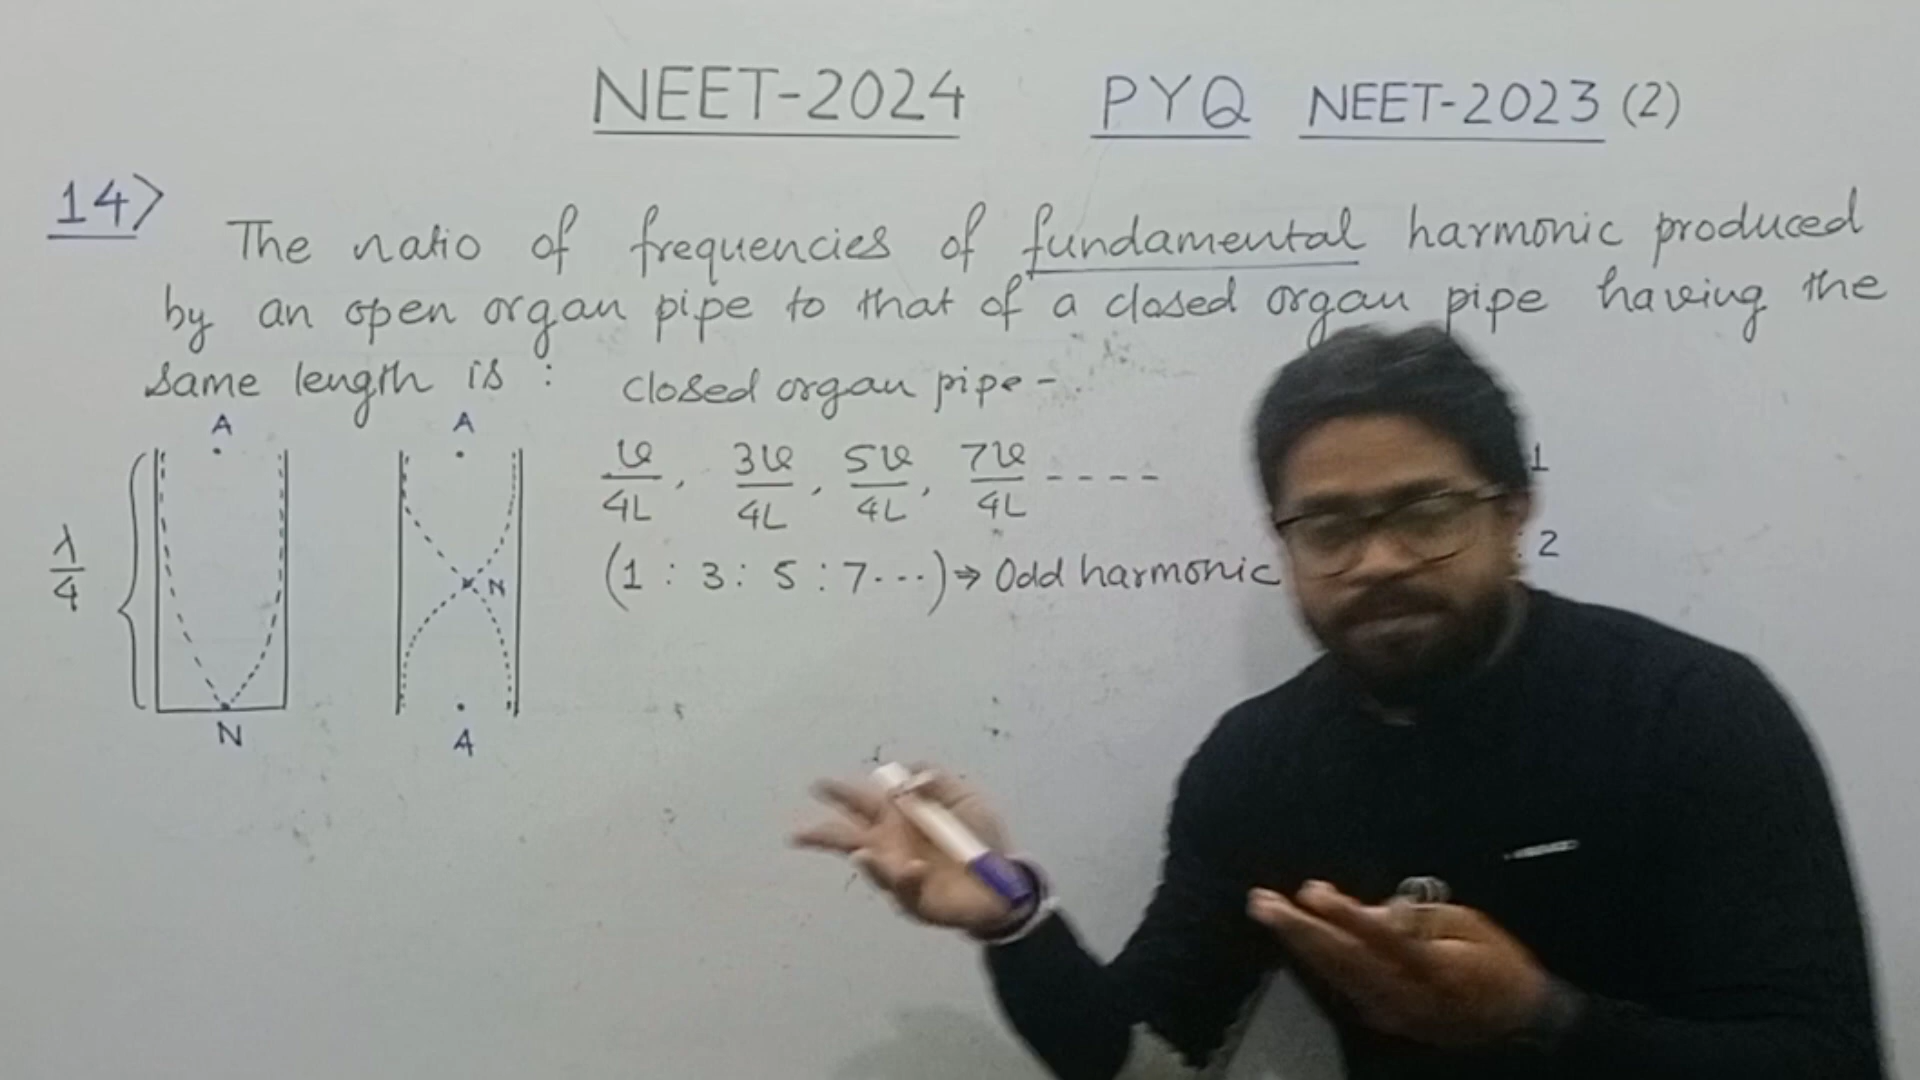 NEET-2024 PYQ NEET-2023 (2)
14>
The ratio of frequencies of fundamental harmonic produced
by an open organ pipe to that of a closed organ pipe having the
same length is :
closed organ pipe -
A
A
v/4L, 3v/4L, 5v/4L, 7v/4L ----
1
λ/4
(1 : 3 : 5 : 7...) → Odd harmonic
: 2
N
N
A